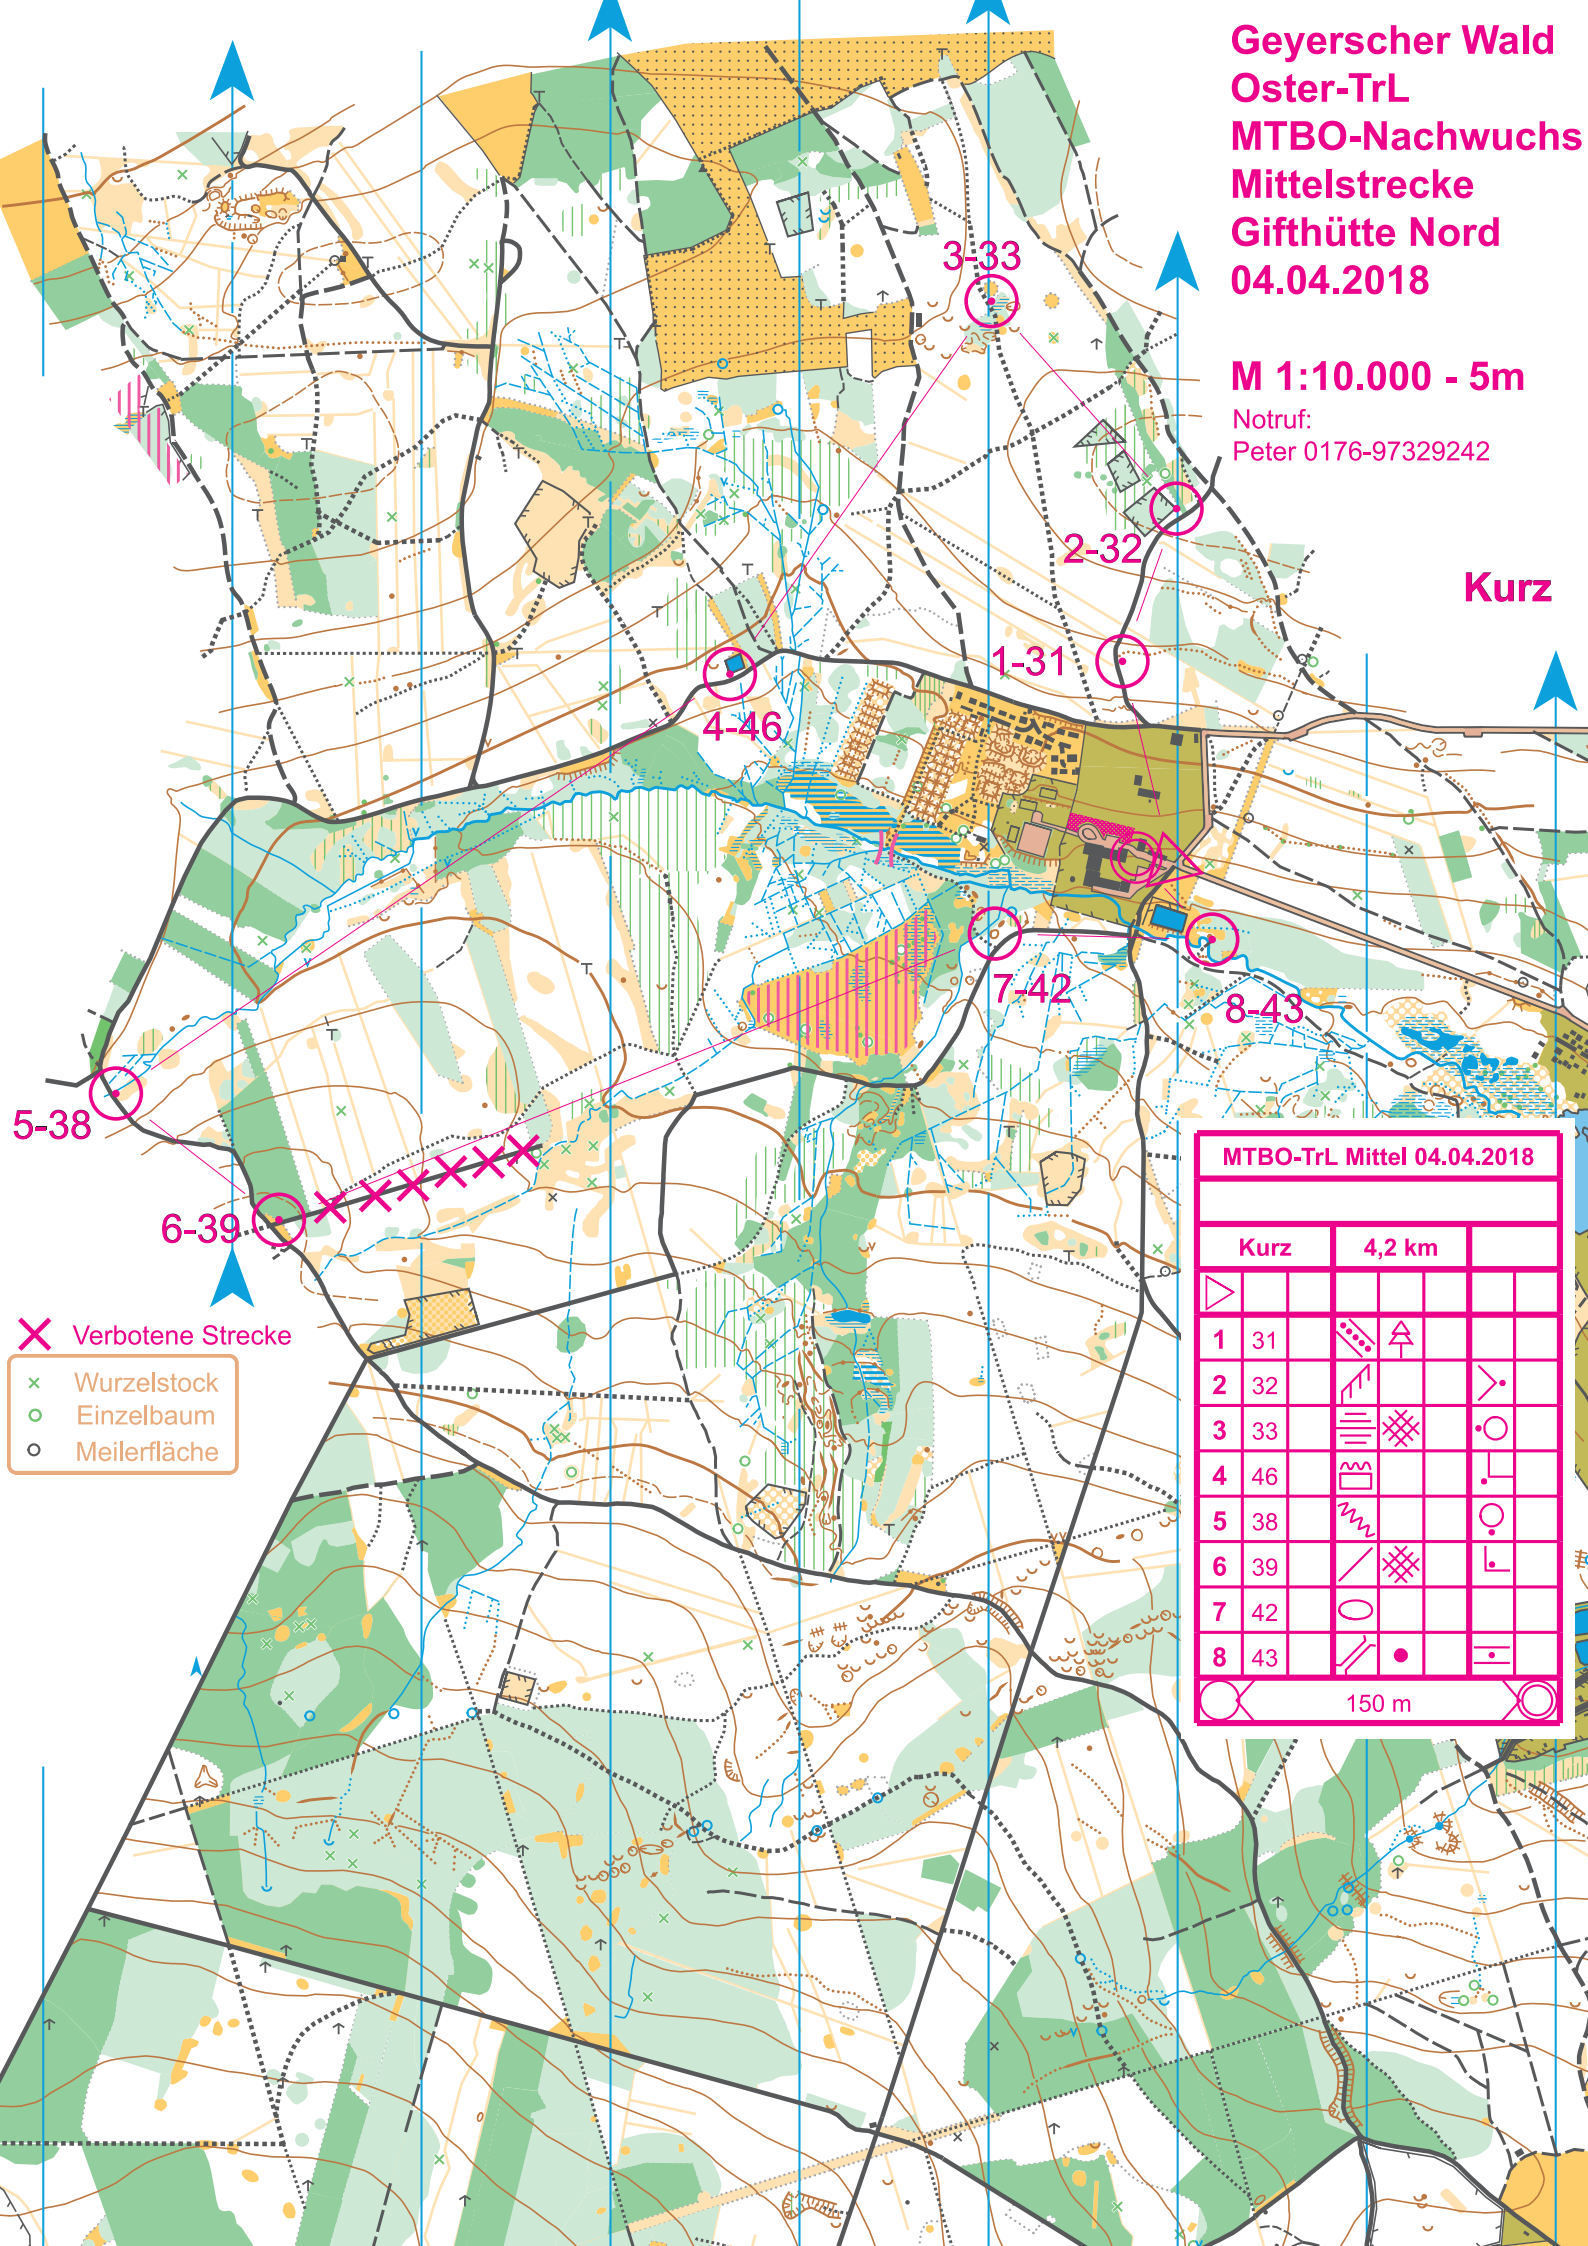 Geyerscher Wald
Oster-TrL
MTBO-Nachwuchs
Mittelstrecke
Gifthütte Nord
04.04.2018
M 1:10.000 - 5m
Notruf:
Peter 0176-97329242
Kurz
3-33
2-32
1-31
4-46
7-42
8-43
5-38
6-39
Verbotene Strecke
Wurzelstock
Einzelbaum
Meilerfläche
MTBO-TrL Mittel 04.04.2018
Kurz 4,2 km
1 31
2 32
3 33
4 46
5 38
6 39
7 42
8 43
150 m